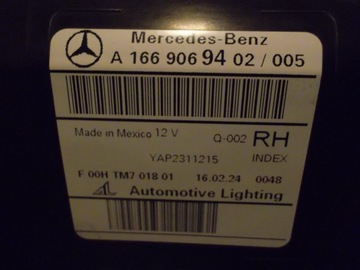 Mercedes-Benz
A 166 906 94 02 / 005
Made in Mexico 12 V
Q-002 RH
YAP2311215 INDEX
F 00H TM7 018 01 16.02.24 0048
AL Automotive Lighting